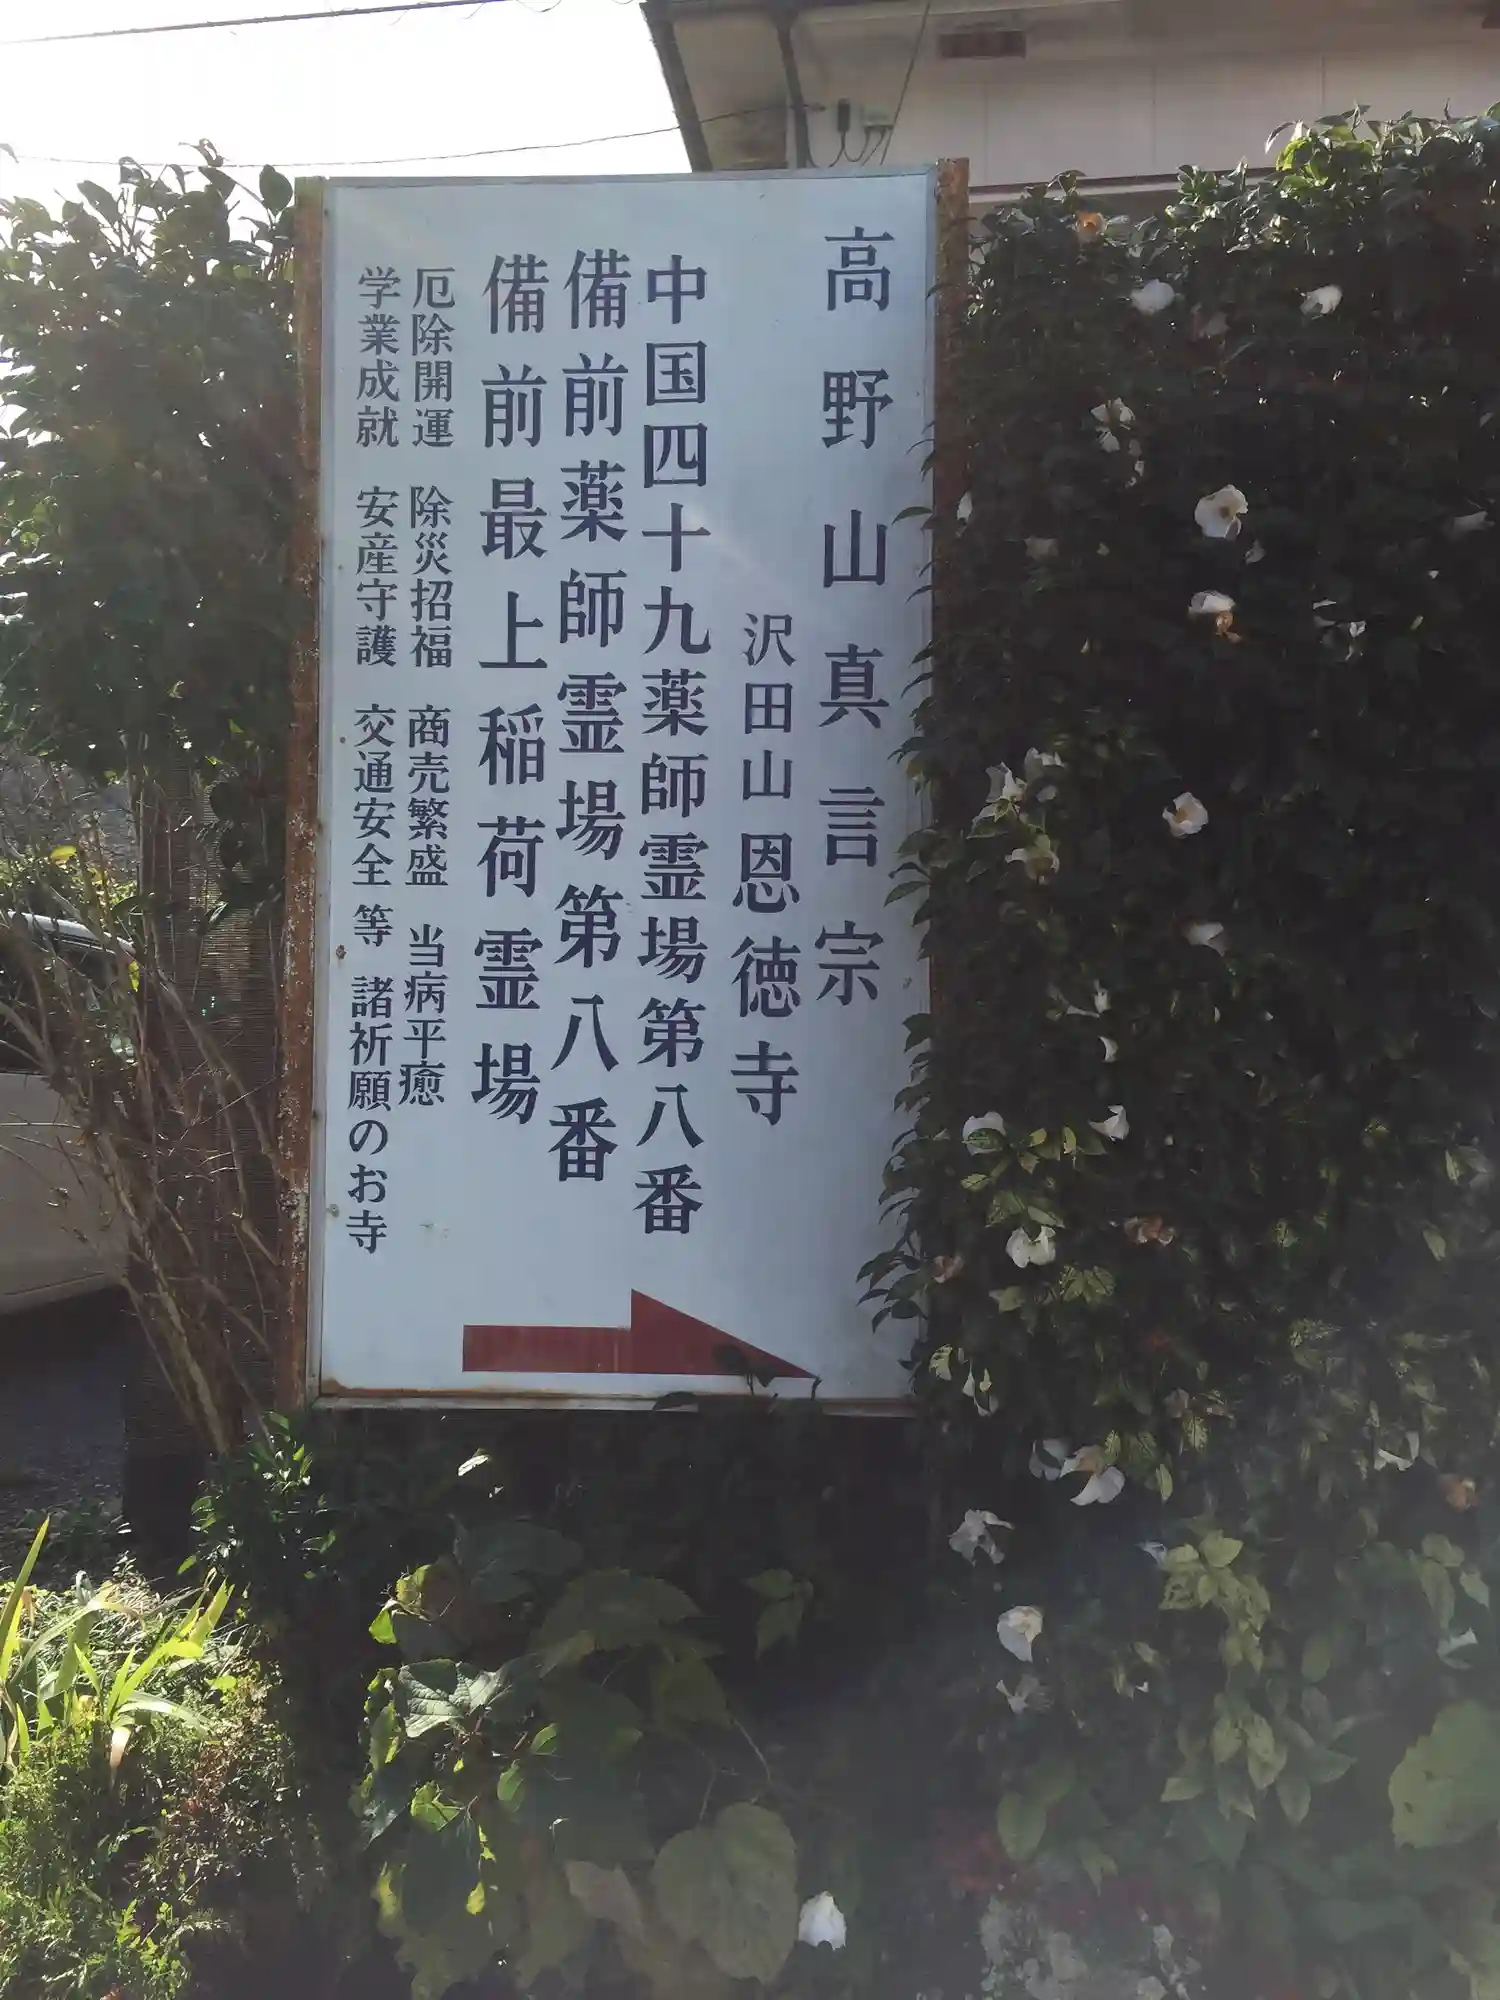 高野山真言宗
沢田山恩徳寺
中国四十九薬師霊場第八番
備前薬師霊場第八番
備前最上稲荷霊場
厄除開運 除災招福 商売繁盛 当病平癒
学業成就 安産守護 交通安全 等 諸祈願のお寺